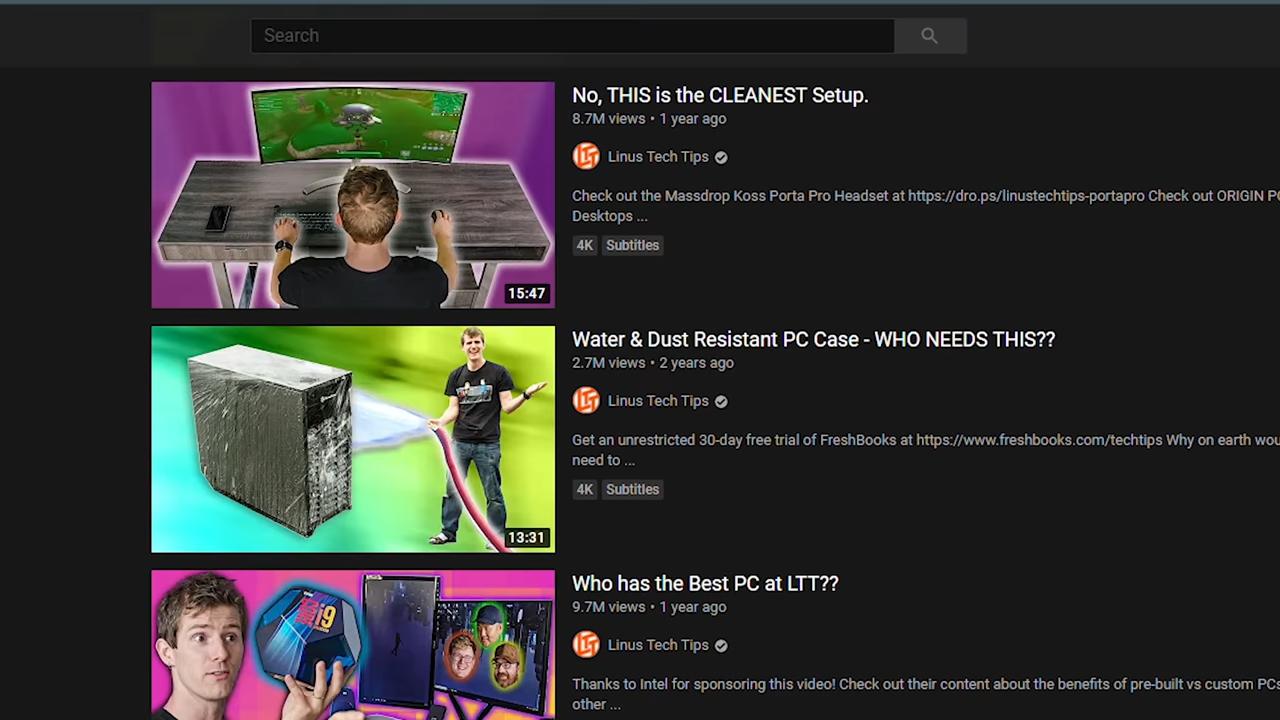 Search
No, THIS is the CLEANEST Setup.
8.7M views • 1 year ago
Linus Tech Tips
Check out the Massdrop Koss Porta Pro Headset at https://dro.ps/linustechtips-portapro Check out ORIGIN PC
Desktops ...
4K Subtitles
15:47
Water & Dust Resistant PC Case - WHO NEEDS THIS??
2.7M views • 2 years ago
Linus Tech Tips
Get an unrestricted 30-day free trial of FreshBooks at https://www.freshbooks.com/techtips Why on earth wou
need to ...
4K Subtitles
13:31
Who has the Best PC at LTT??
9.7M views • 1 year ago
Linus Tech Tips
Thanks to Intel for sponsoring this video! Check out their content about the benefits of pre-built vs custom PCs
other ...
CORE i9